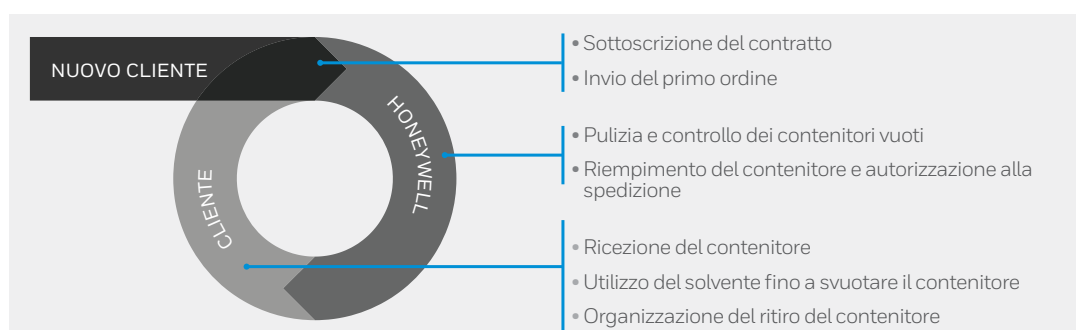 NUOVO CLIENTE
• Sottoscrizione del contratto
• Invio del primo ordine
HONEYWELL
• Pulizia e controllo dei contenitori vuoti
• Riempimento del contenitore e autorizzazione alla
spedizione
CLIENTE
• Ricezione del contenitore
• Utilizzo del solvente fino a svuotare il contenitore
• Organizzazione del ritiro del contenitore